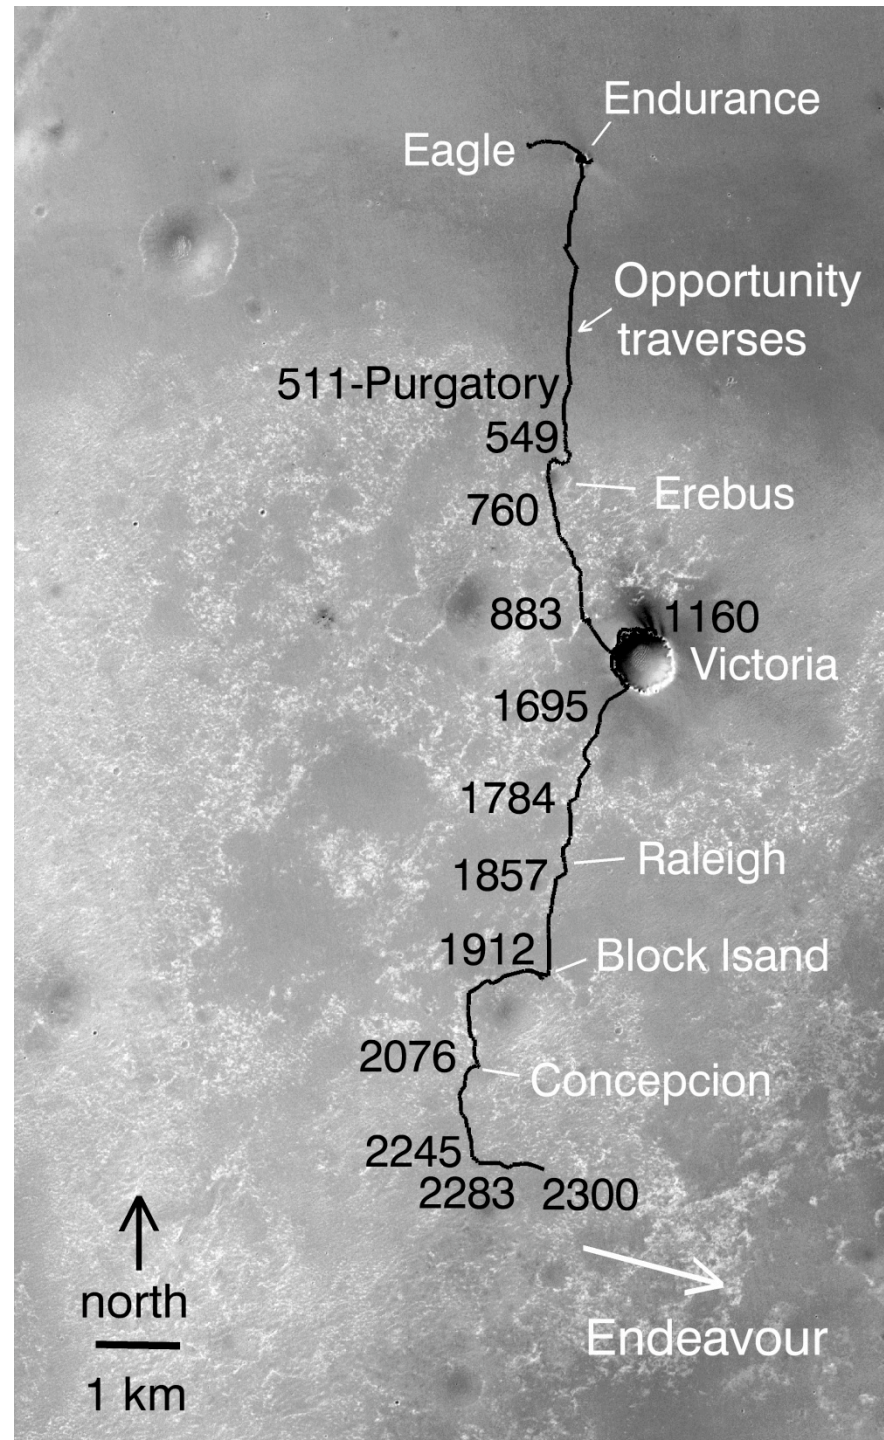 Endurance
Eagle
Opportunity
traverses
511-Purgatory
549
Erebus
760
883
1160
Victoria
1695
1784
Raleigh
1857
1912
Block Isand
2076
Concepcion
2245
2283
2300
north
1 km
Endeavour